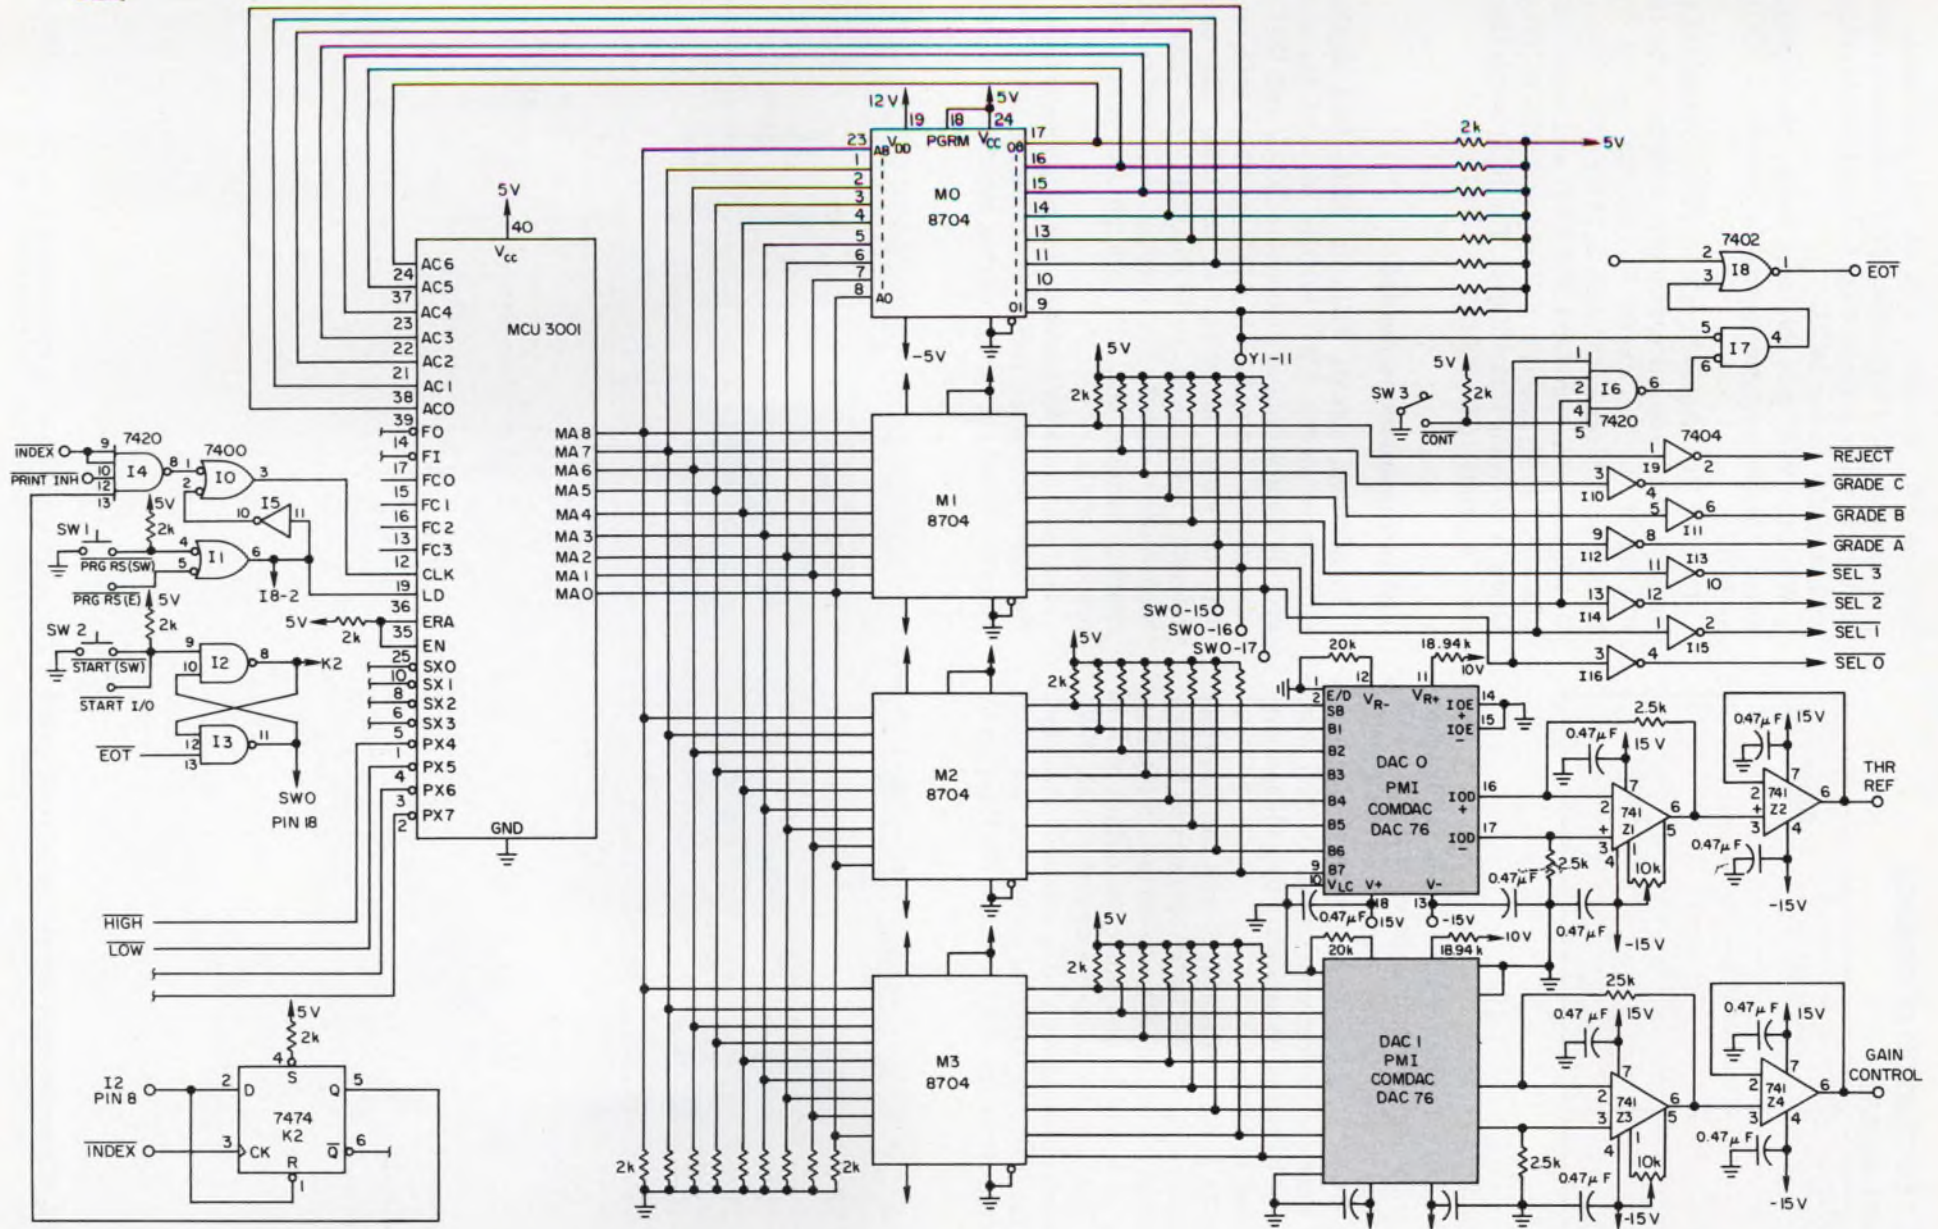 12V
5V
19
18
24
VDD
PGRM
VCC
23
A8
O8
17
2k
5V
1
16
2
15
3
14
4
13
5
11
6
10
7
9
8
A0
O1
M0
8704
-5V
Y1-11
5V
40
VCC
MCU 3001
AC6
24
AC5
37
AC4
23
AC3
22
AC2
21
AC1
38
AC0
39
FO
14
FI
17
FC0
15
FC1
16
FC2
13
FC3
12
CLK
19
LD
36
ERA
35
EN
25
SX0
10
SX1
8
SX2
6
SX3
5
PX4
1
PX5
4
PX6
3
PX7
2
GND
MA8
MA7
MA6
MA5
MA4
MA3
MA2
MA1
MA0
INDEX
9
7420
I4
8
PRINT INH
10
12
13
7400
1
I0
3
2
I5
10
11
5V
2k
SW 1
PRG RS (SW)
4
I1
6
5
PRG RS (E)
I8-2
5V
2k
SW 2
START (SW)
START I/O
9
I2
8
10
K2
5V
2k
12
I3
11
13
EOT
SWO
PIN 18
HIGH
LOW
5V
2k
4
S
I2
PIN 8
2
D
Q
5
7474
K2
INDEX
3
CK
Q
6
R
1
2k
2k
M1
8704
5V
2k
SWO-15
SWO-16
SWO-17
M2
8704
5V
2k
M3
8704
5V
2k
7402
2
I8
1
EOT
3
5
I7
4
6
5V
2k
SW 3
CONT
1
2
I6
6
4
7420
5
7404
1
I9
2
REJECT
3
I10
4
GRADE C
5
I11
6
GRADE B
9
I12
8
GRADE A
11
I13
10
SEL 3
13
I14
12
SEL 2
1
I15
2
SEL 1
3
I16
4
SEL 0
20k
18.94k
10V
12
11
1
E/D
VR-
VR+
IOE
14
2
SB
+
B1
IOE
15
-
B2
B3
DAC 0
B4
PMI
IOD
16
B5
COMDAC
+
B6
DAC 76
IOD
17
9
B7
-
10
VLC
V+
V-
18
13
0.47µF
15V
-15V
0.47µF
2.5k
0.47µF
15 V
7
2
741
6
+
Z1
5
3
1
4
2.5k
10k
0.47µF
-15 V
0.47µF
15V
7
2
741
6
+
Z2
3
4
0.47µF
-15V
THR
REF
20k
18.94k
10V
DAC 1
PMI
COMDAC
DAC 76
25k
0.47µF
15V
7
2
741
6
3
Z3
5
4
1
2.5k
10k
0.47µF
-15V
0.47µF
15V
7
2
741
6
Z4
3
4
0.47µF
-15V
GAIN
CONTROL